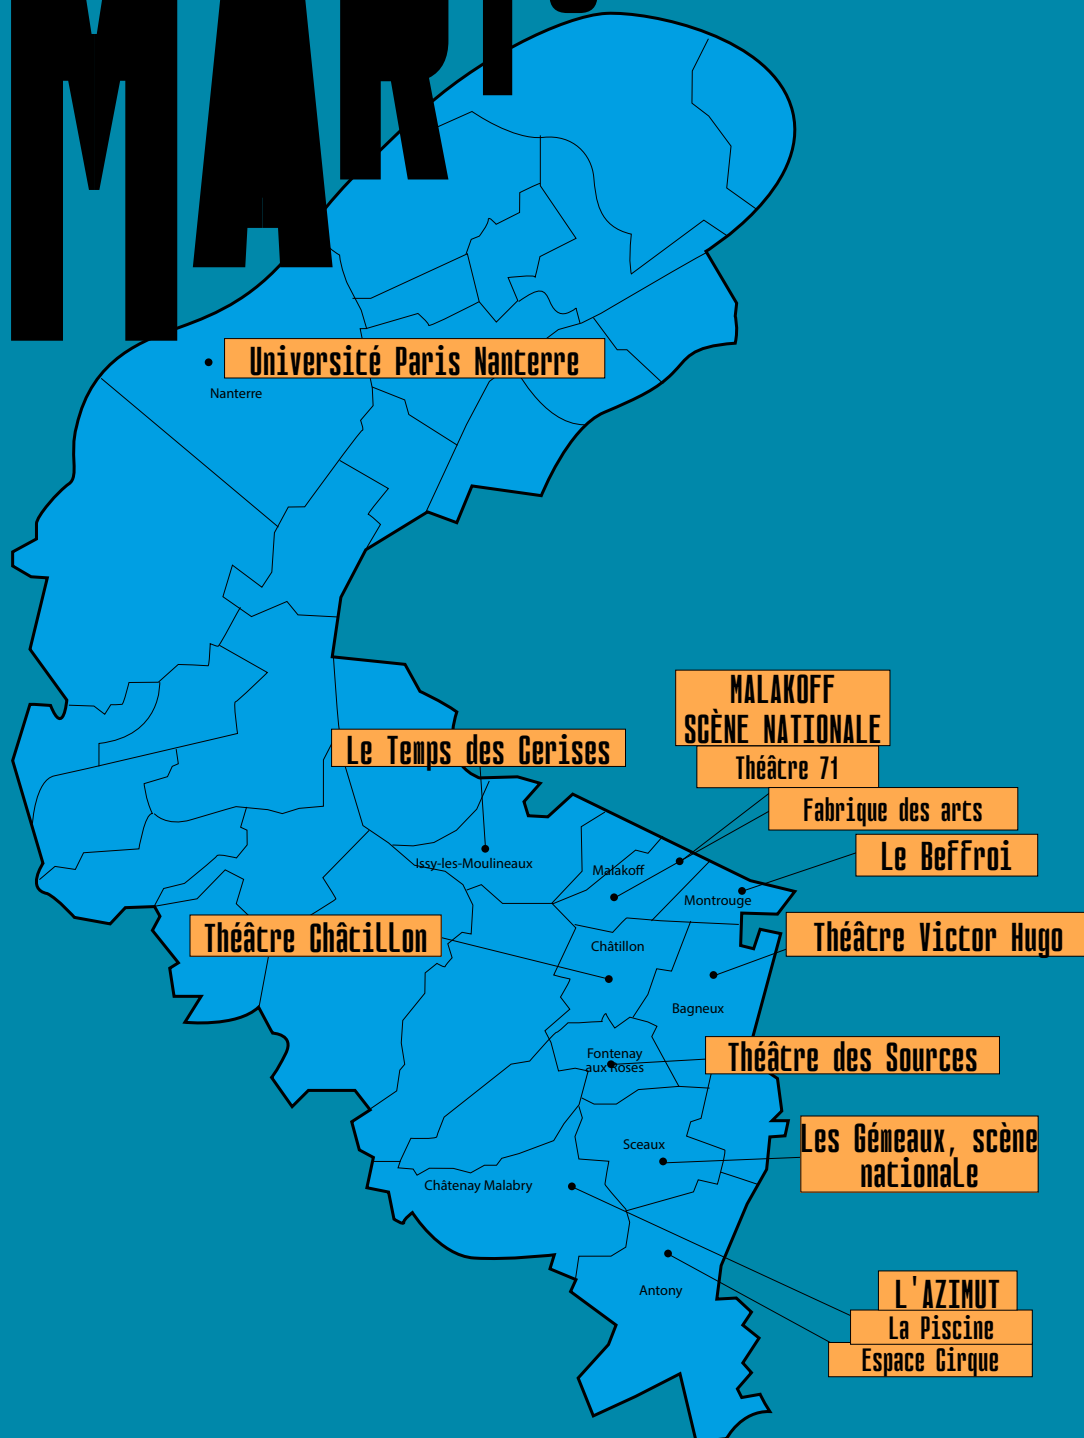 MARTO
Université Paris Nanterre
Nanterre
MALAKOFF
SCÈNE NATIONALE
Théâtre 71
Le Temps des Cerises
Fabrique des arts
Le Beffroi
Issy-les-Moulineaux
Malakoff
Montrouge
Théâtre Châtillon
Châtillon
Théâtre Victor Hugo
Bagneux
Fontenay
aux Roses
Théâtre des Sources
Les Gémeaux, scène
nationale
Sceaux
Châtenay Malabry
L'AZIMUT
Antony
La Piscine
Espace Cirque